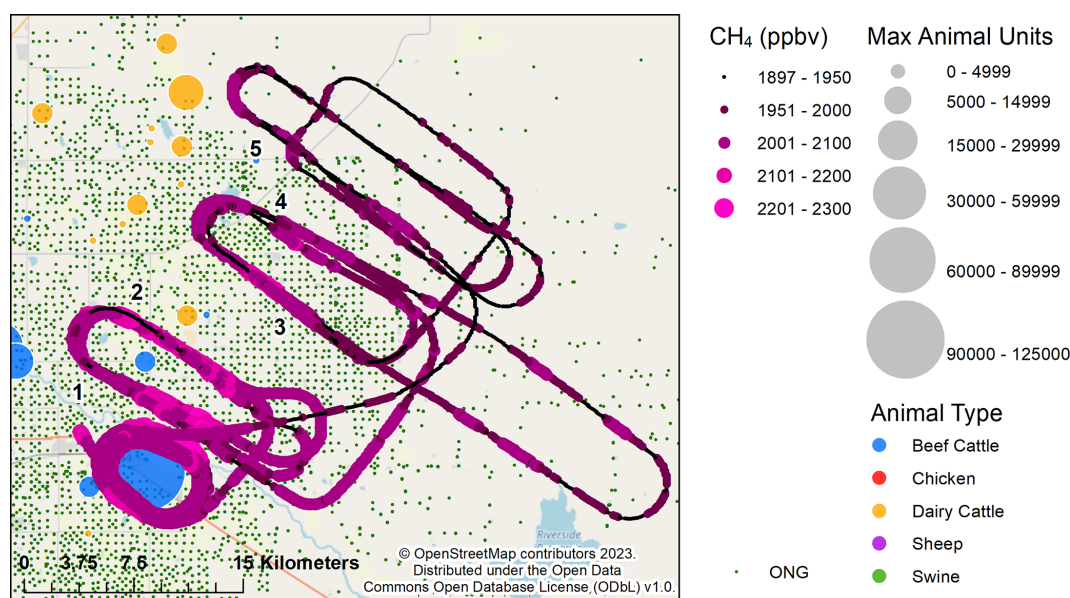 5
4
3
2
1
Riverside
© OpenStreetMap contributors 2023.
Distributed under the Open Data
Commons Open Database License (ODbL) v1.0.
0 3.75 7.5 15 Kilometers
CH₄ (ppbv)
1897 - 1950
1951 - 2000
2001 - 2100
2101 - 2200
2201 - 2300
Max Animal Units
0 - 4999
5000 - 14999
15000 - 29999
30000 - 59999
60000 - 89999
90000 - 125000
Animal Type
Beef Cattle
Chicken
Dairy Cattle
Sheep
Swine
ONG